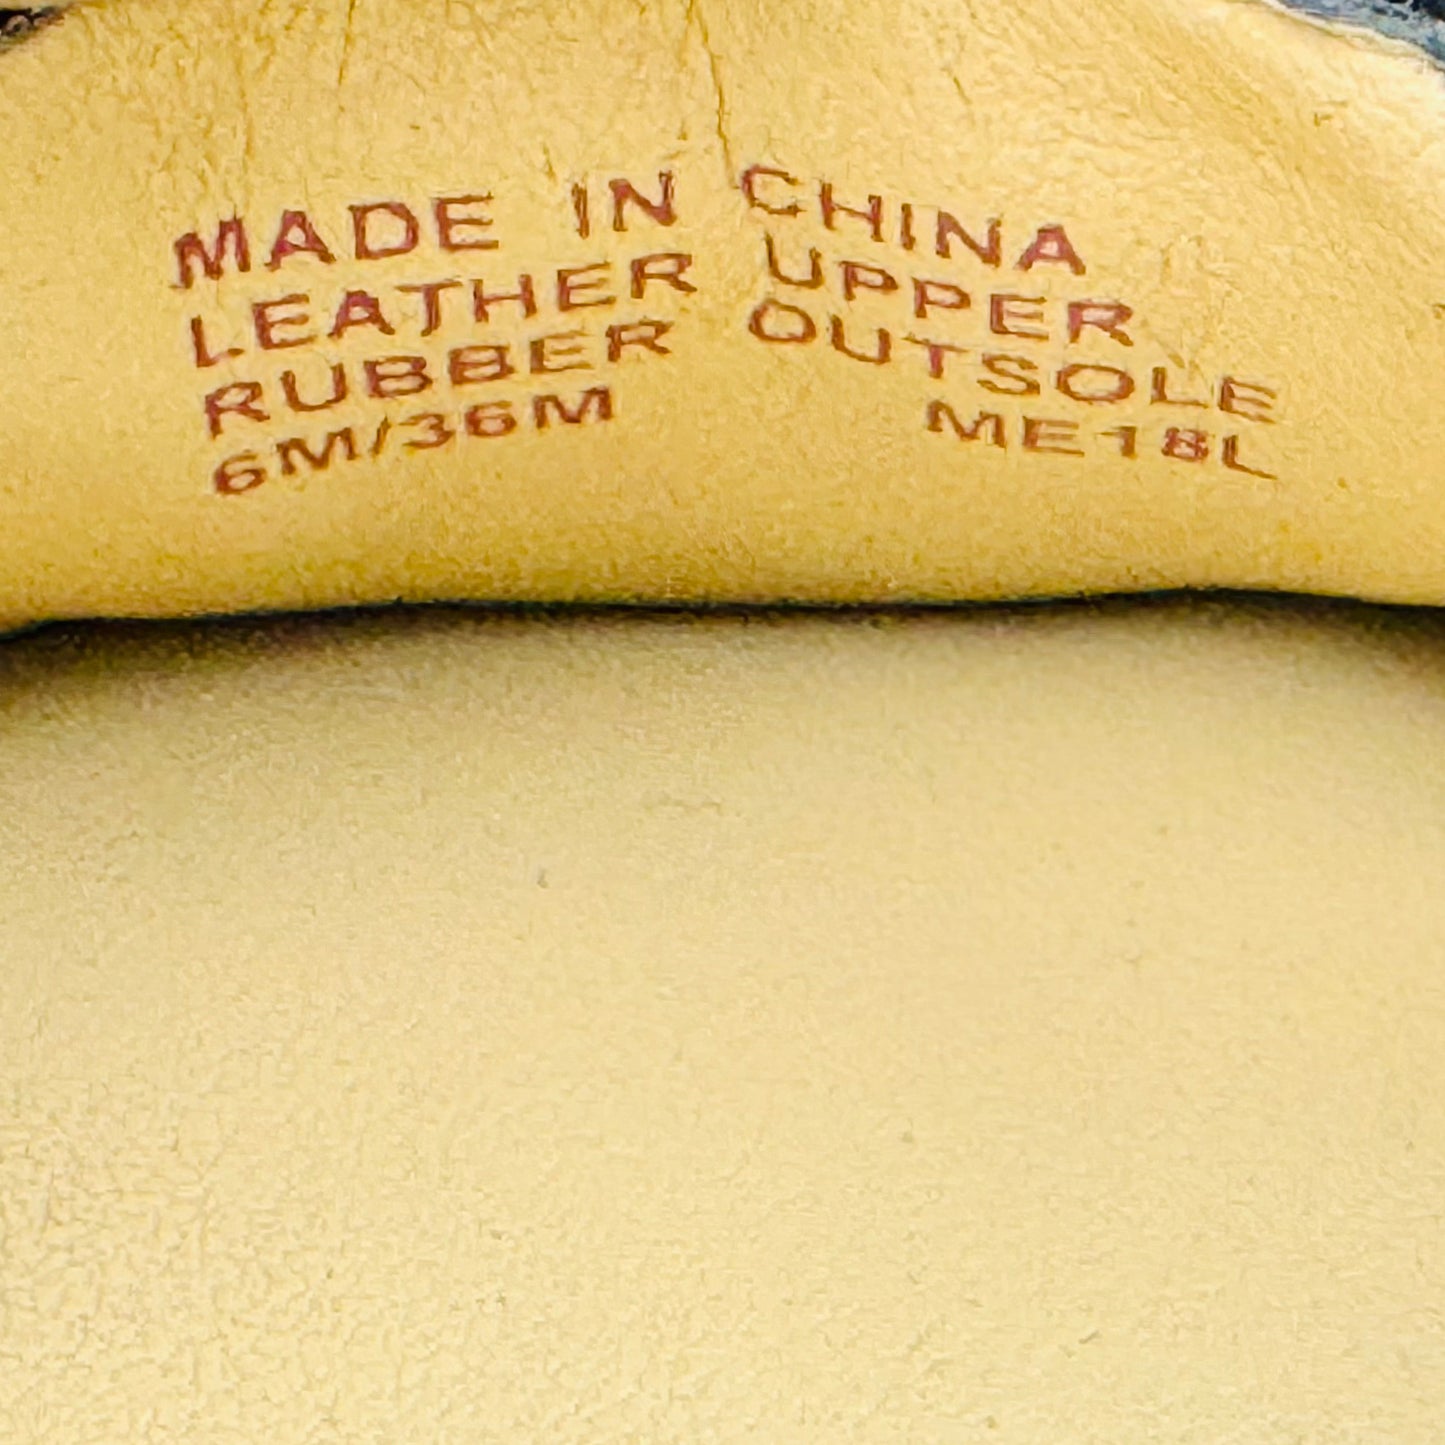 MADE IN CHINA
LEATHER UPPER
RUBBER OUTSOLE
6M/36M ME18L